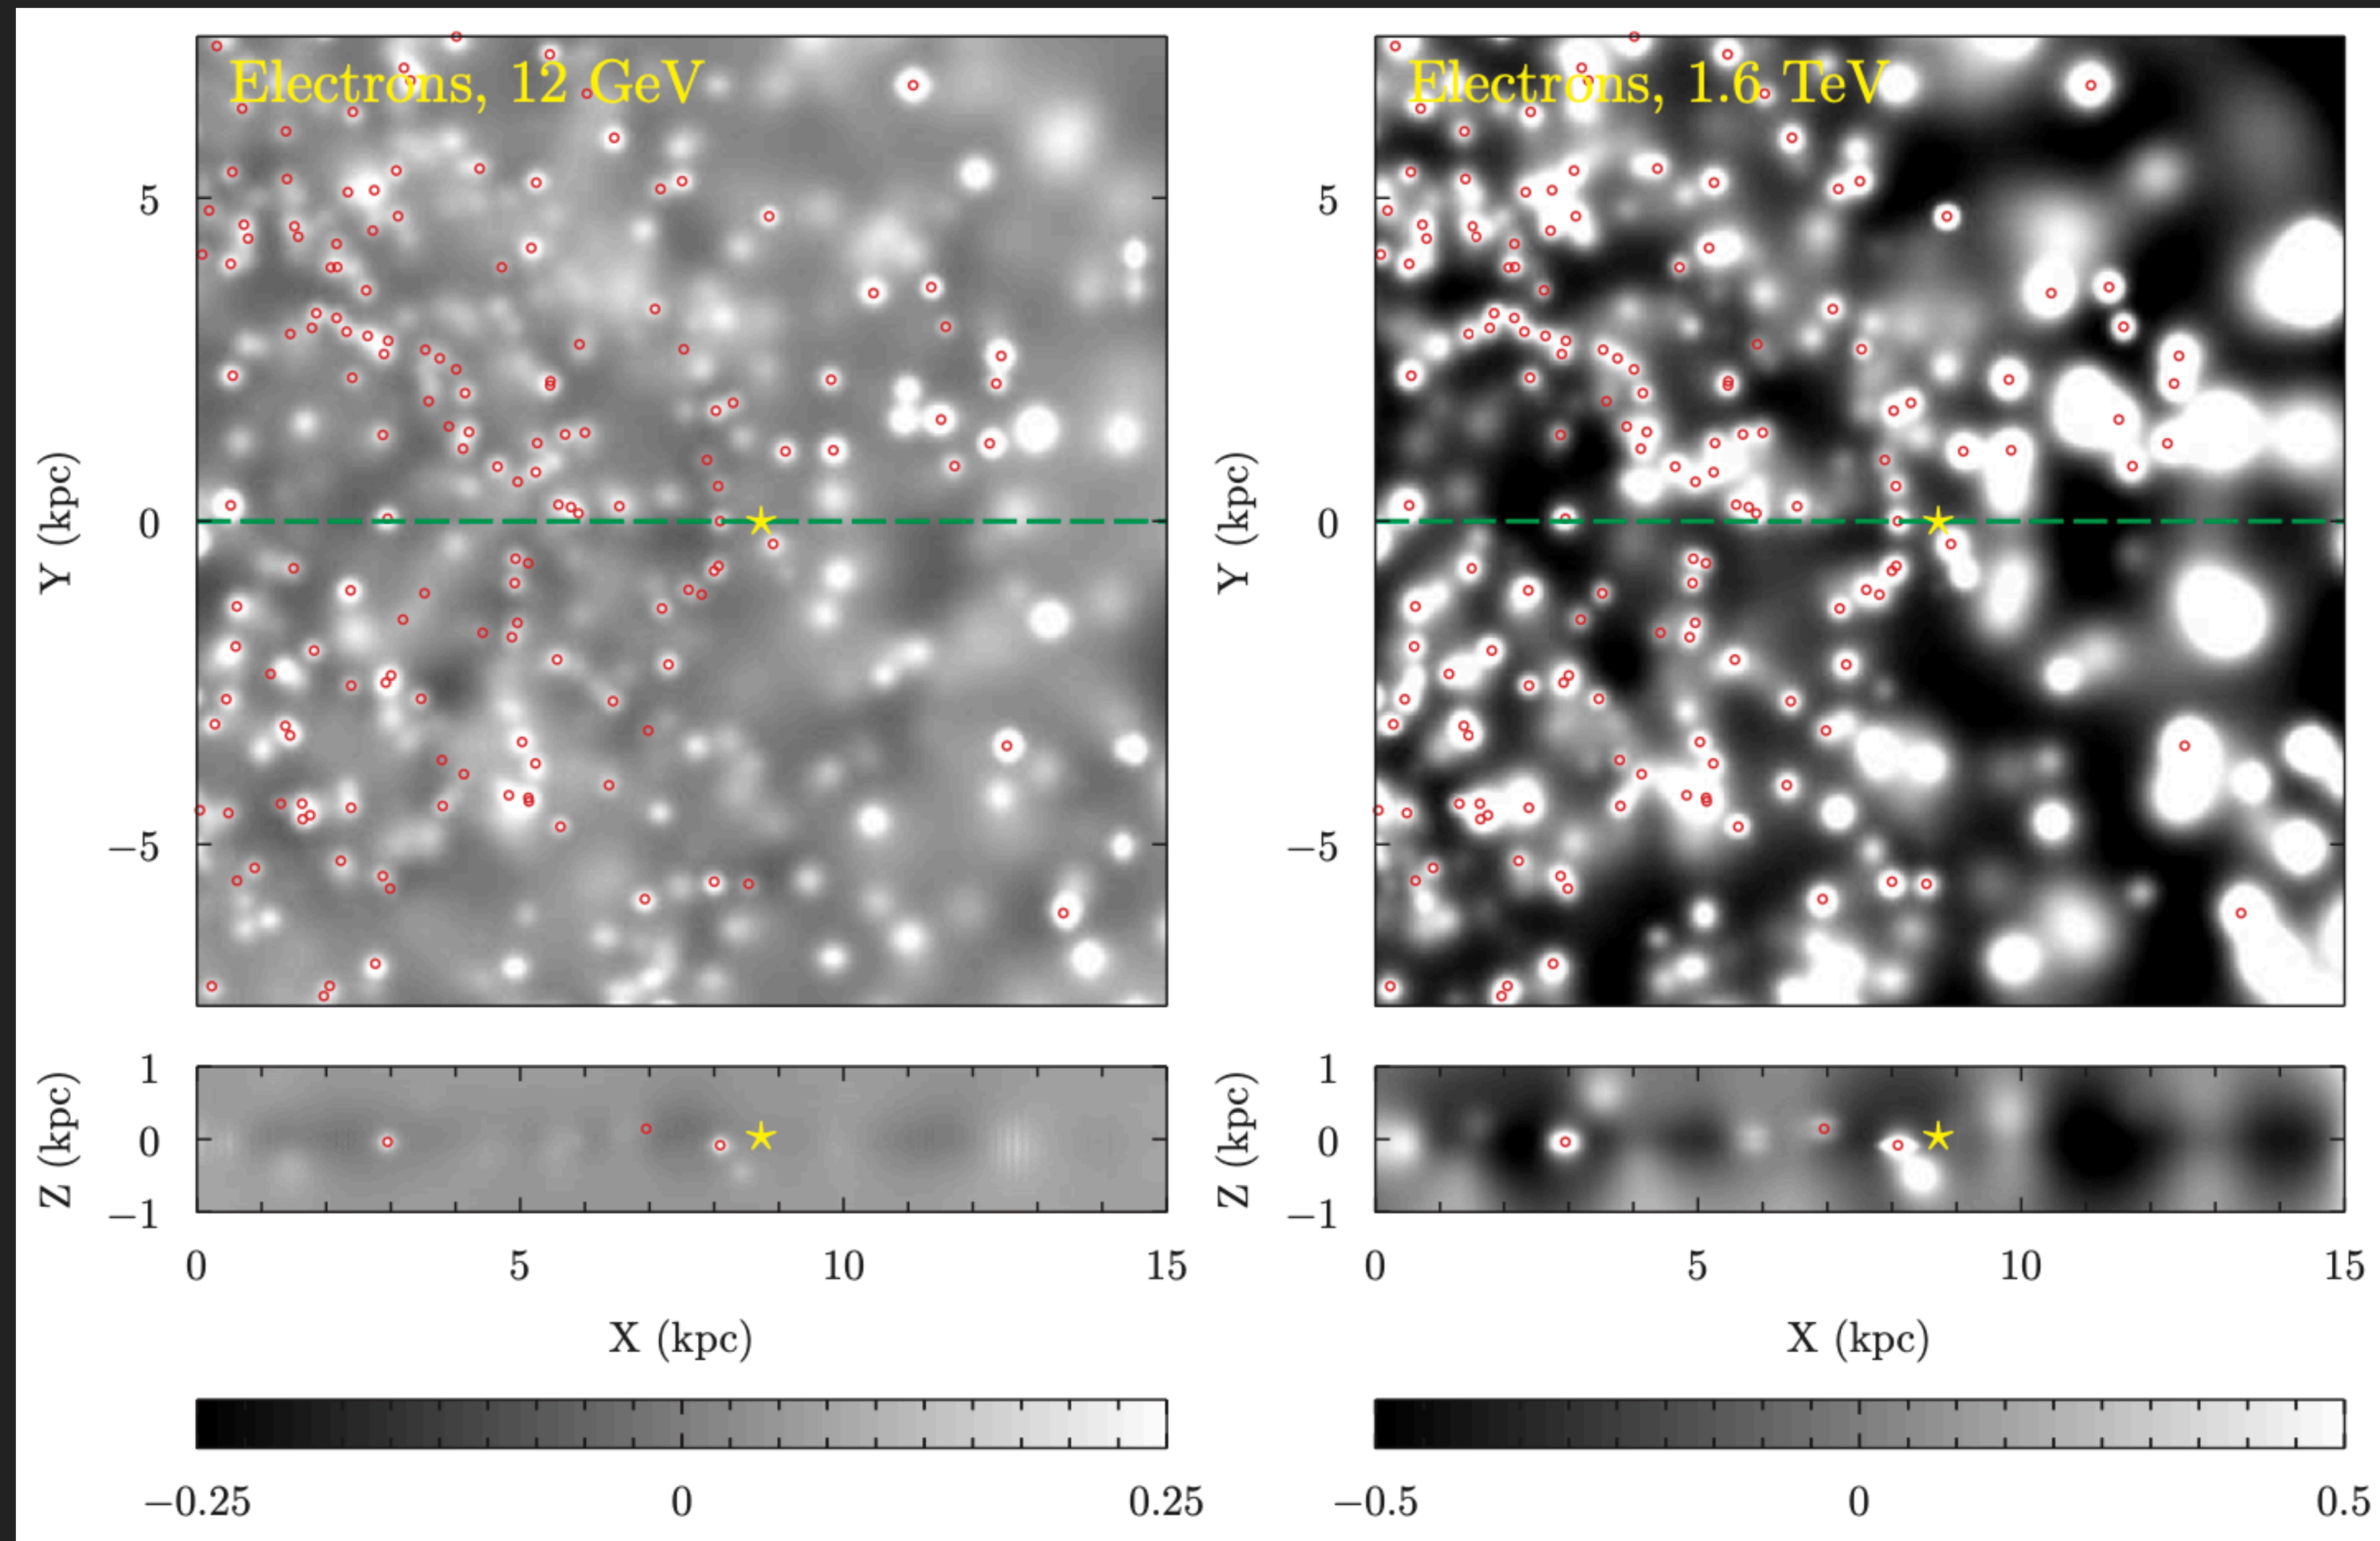 Electrons, 12 GeV
5
0
−5
Y (kpc)
1
0
−1
Z (kpc)
0 5 10 15
X (kpc)
−0.25 0 0.25
Electrons, 1.6 TeV
5
0
−5
Y (kpc)
1
0
−1
Z (kpc)
0 5 10 15
X (kpc)
−0.5 0 0.5